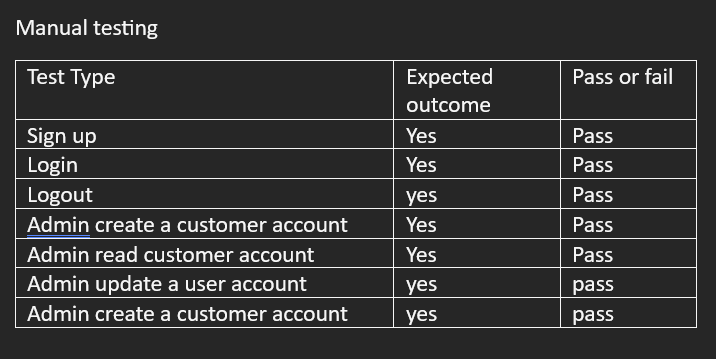 Manual testing
Test Type Expected outcome Pass or fail
Sign up Yes Pass
Login Yes Pass
Logout yes Pass
Admin create a customer account Yes Pass
Admin read customer account Yes Pass
Admin update a user account yes pass
Admin create a customer account yes pass